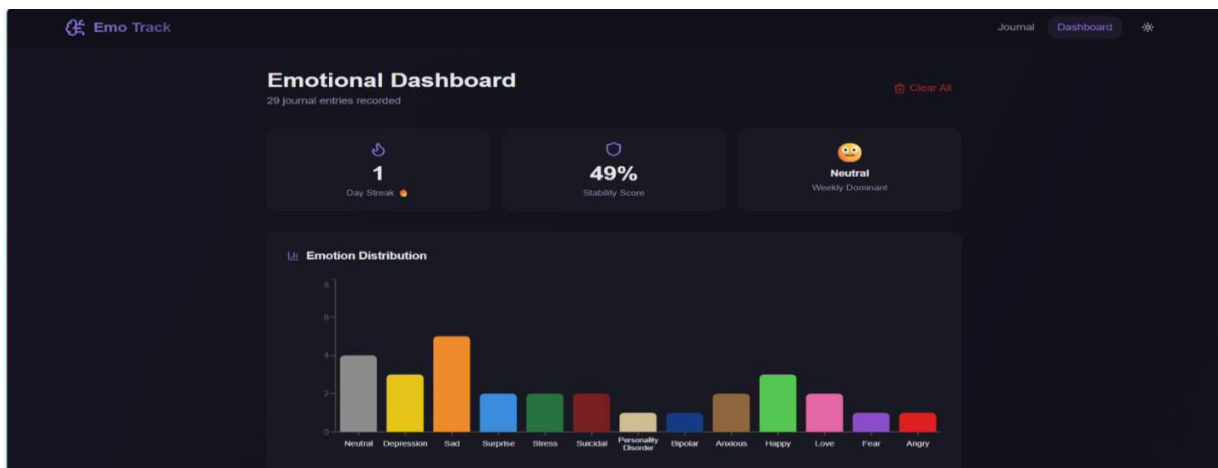 Emo Track
Journal Dashboard
Emotional Dashboard
29 journal entries recorded
Clear All
1
Day Streak 🔥
49%
Stability Score
Neutral
Weekly Dominant
Emotion Distribution
8
6
4
2
0
Neutral Depression Sad Surprise Stress Suicidal Personality Disorder Bipolar Anxious Happy Love Fear Angry